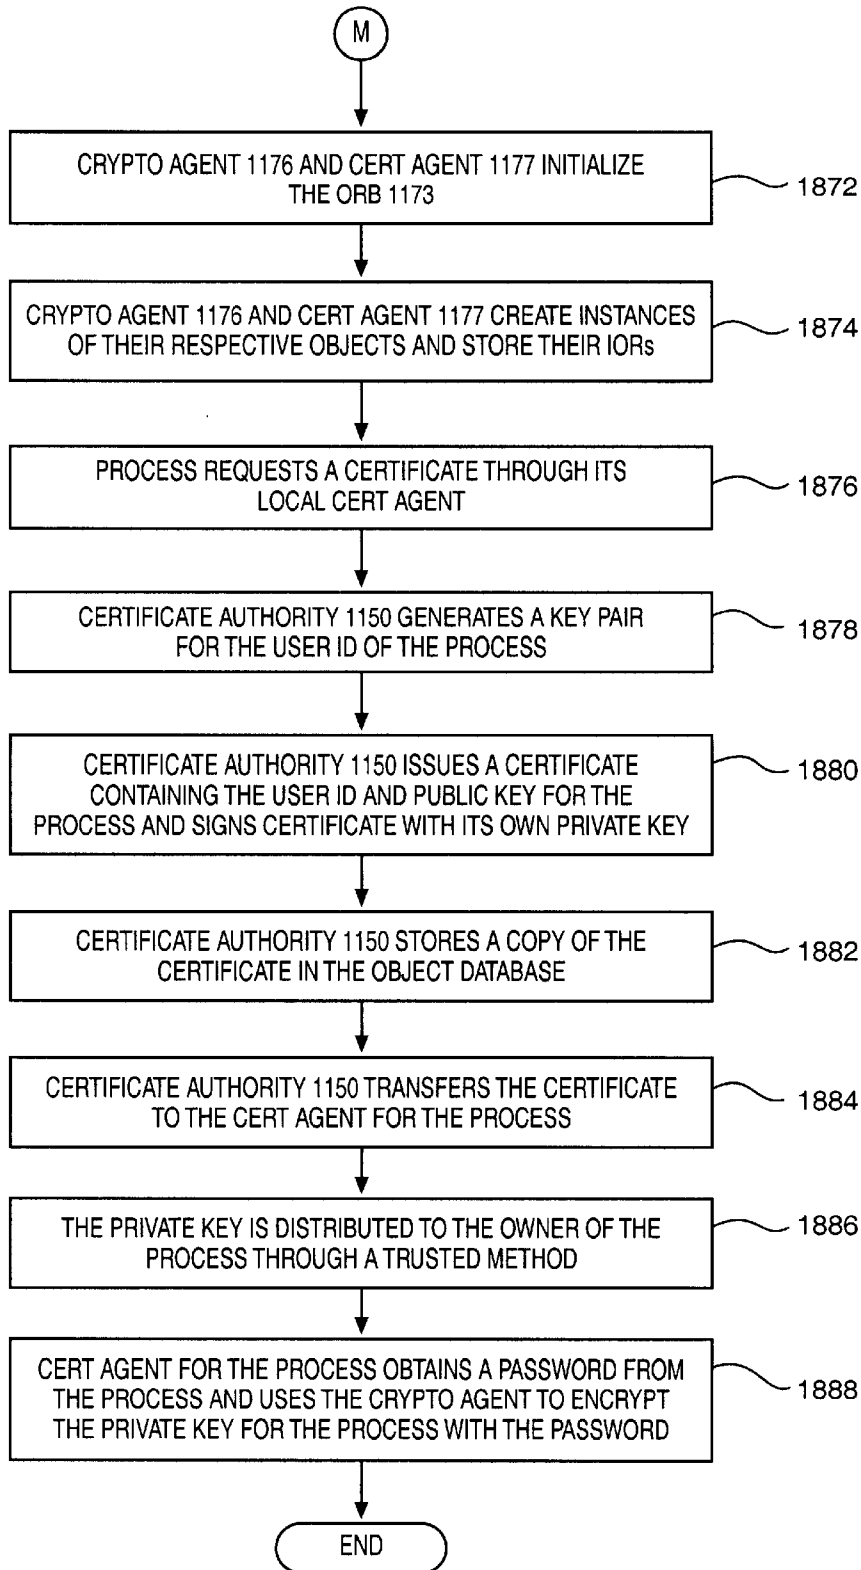 M
CRYPTO AGENT 1176 AND CERT AGENT 1177 INITIALIZE
THE ORB 1173
1872
CRYPTO AGENT 1176 AND CERT AGENT 1177 CREATE INSTANCES
OF THEIR RESPECTIVE OBJECTS AND STORE THEIR IORs
1874
PROCESS REQUESTS A CERTIFICATE THROUGH ITS
LOCAL CERT AGENT
1876
CERTIFICATE AUTHORITY 1150 GENERATES A KEY PAIR
FOR THE USER ID OF THE PROCESS
1878
CERTIFICATE AUTHORITY 1150 ISSUES A CERTIFICATE
CONTAINING THE USER ID AND PUBLIC KEY FOR THE
PROCESS AND SIGNS CERTIFICATE WITH ITS OWN PRIVATE KEY
1880
CERTIFICATE AUTHORITY 1150 STORES A COPY OF THE
CERTIFICATE IN THE OBJECT DATABASE
1882
CERTIFICATE AUTHORITY 1150 TRANSFERS THE CERTIFICATE
TO THE CERT AGENT FOR THE PROCESS
1884
THE PRIVATE KEY IS DISTRIBUTED TO THE OWNER OF THE
PROCESS THROUGH A TRUSTED METHOD
1886
CERT AGENT FOR THE PROCESS OBTAINS A PASSWORD FROM
THE PROCESS AND USES THE CRYPTO AGENT TO ENCRYPT
THE PRIVATE KEY FOR THE PROCESS WITH THE PASSWORD
1888
END